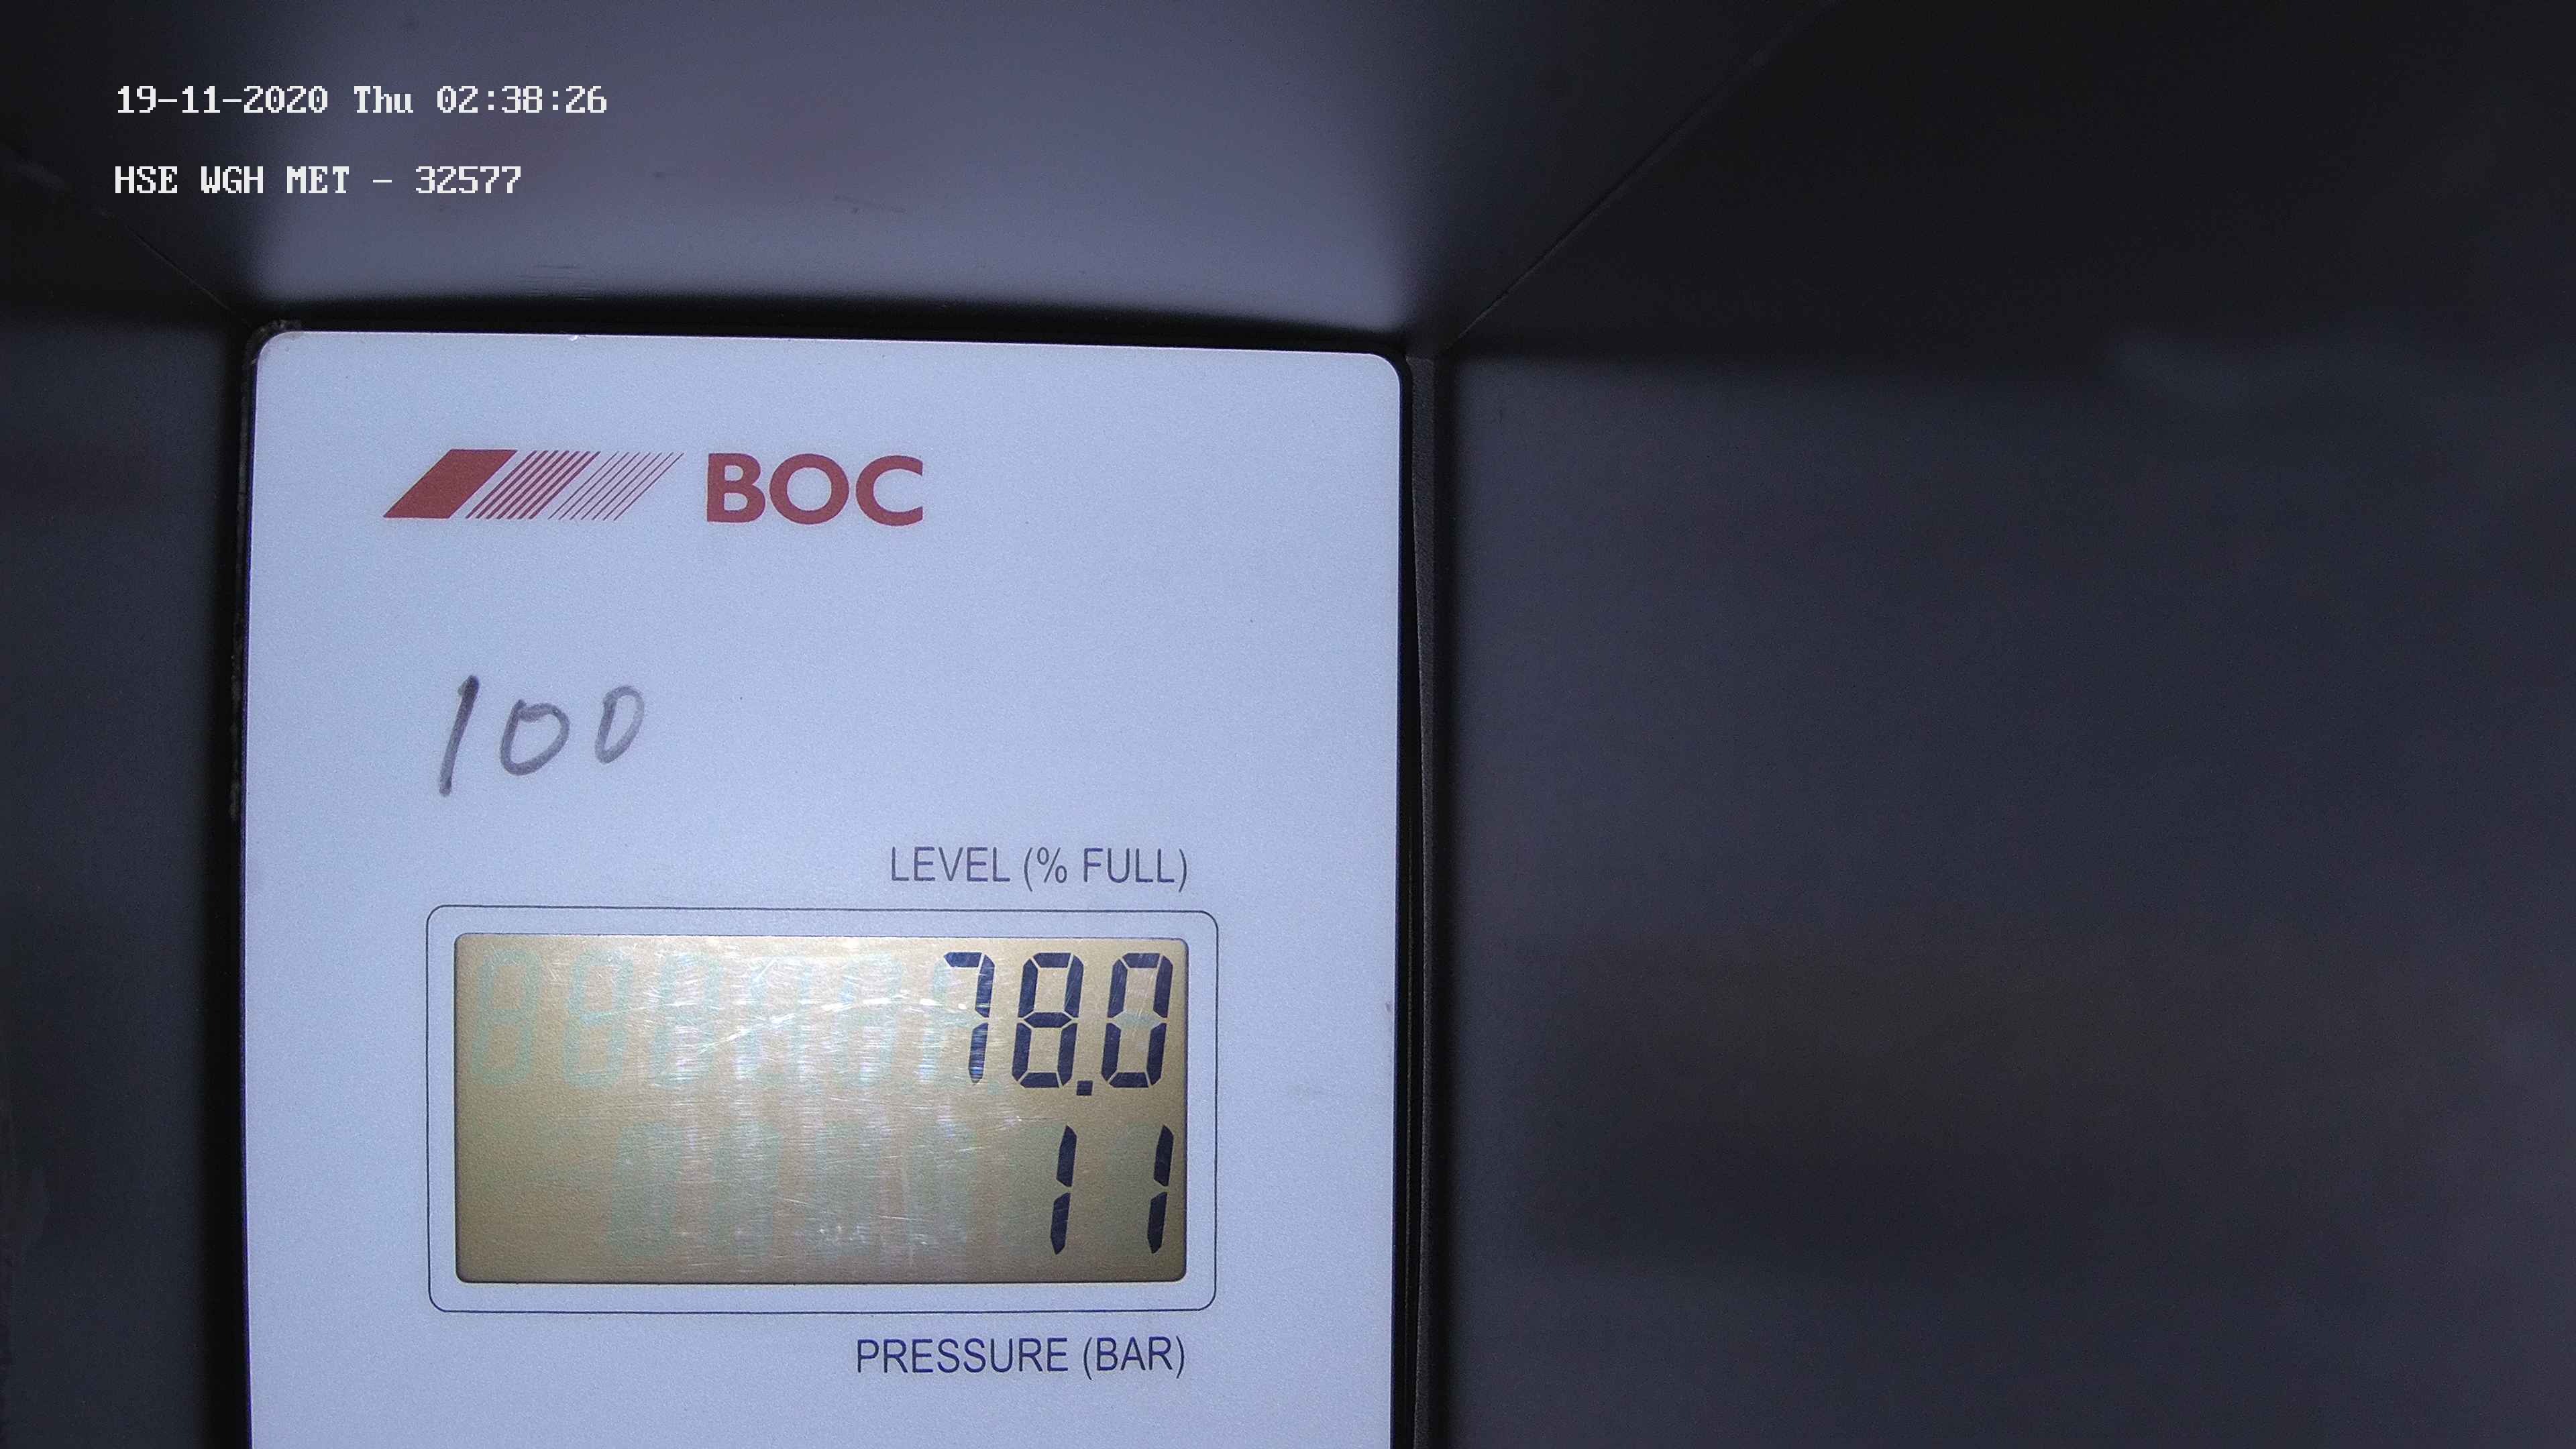 19-11-2020 Thu 02:38:26
HSE WGH MET - 32577
BOC
100
LEVEL (% FULL)
78.0
11
PRESSURE (BAR)